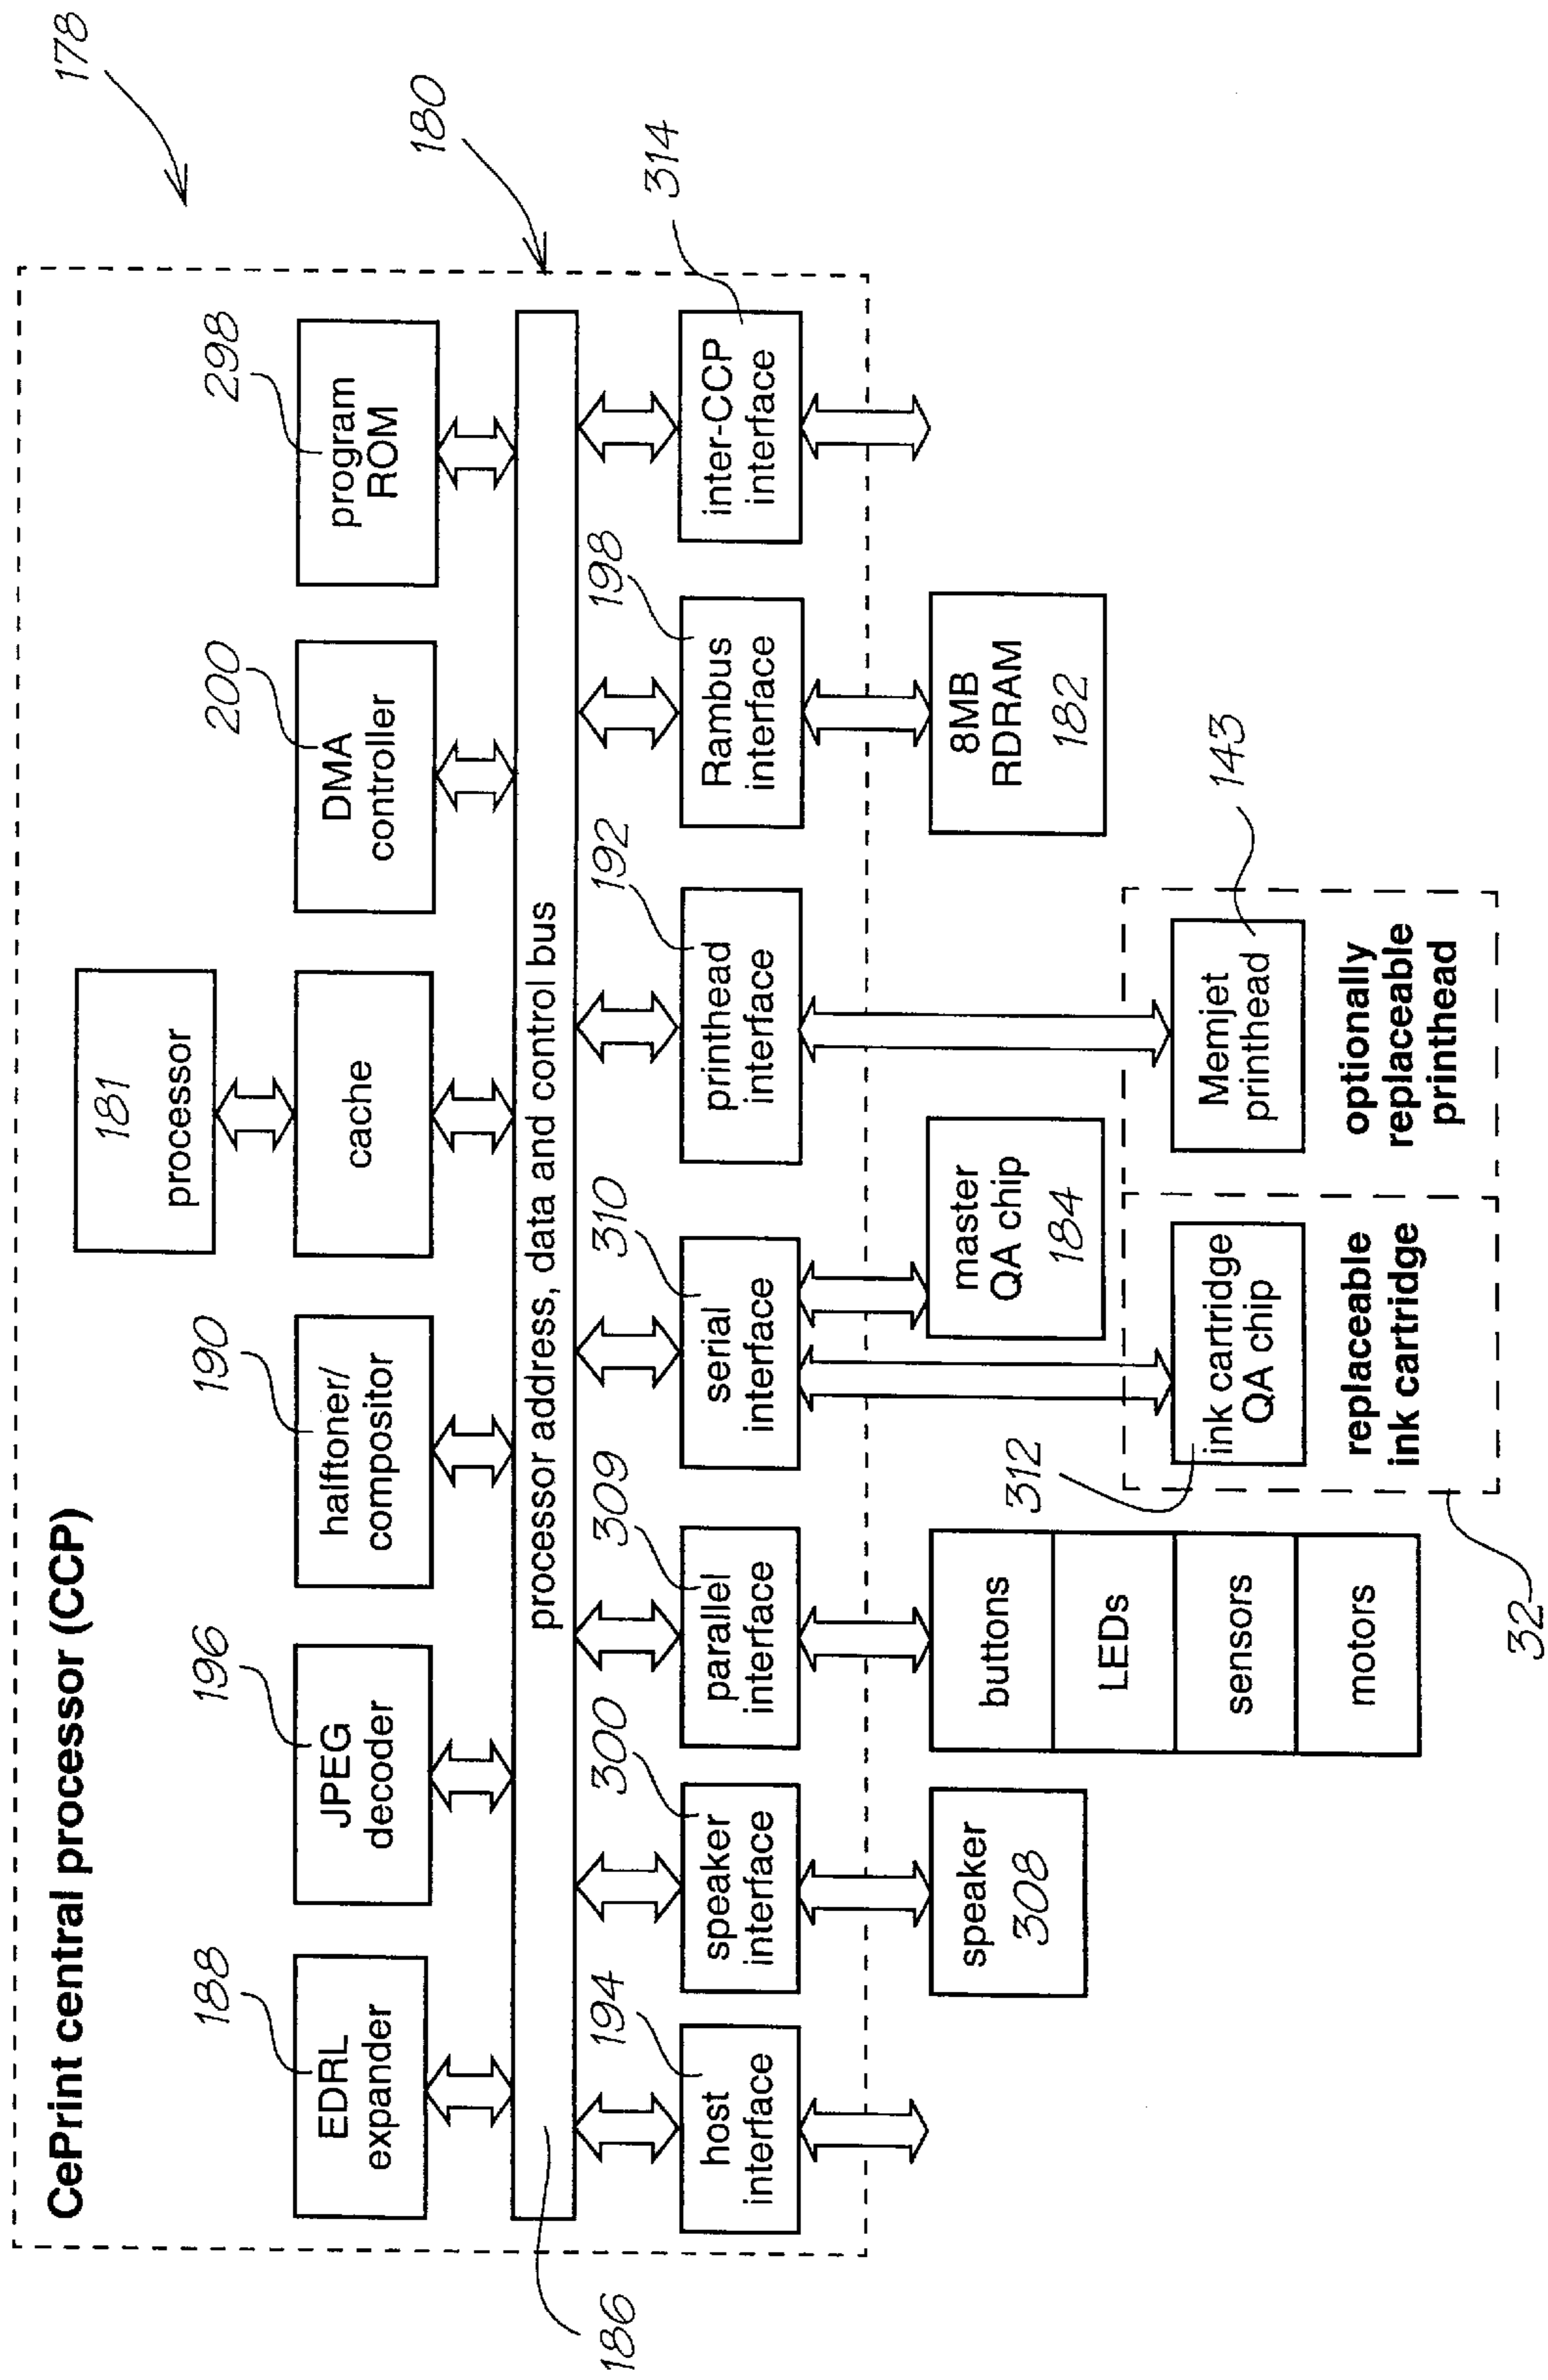 178
CePrint central processor (CCP)
181
processor
180
188
196
190
200
298
EDRL
expander
JPEG
decoder
halftoner/
compositor
cache
DMA
controller
program
ROM
processor address, data and control bus
186
194
300
309
310
192
198
314
host
interface
speaker
interface
parallel
interface
serial
interface
printhead
interface
Rambus
interface
inter-CCP
interface
speaker
308
buttons
LEDs
sensors
motors
master
QA chip
184
8MB
RDRAM
182
312
ink cartridge
QA chip
replaceable
ink cartridge
32
143
Memjet
printhead
optionally
replaceable
printhead